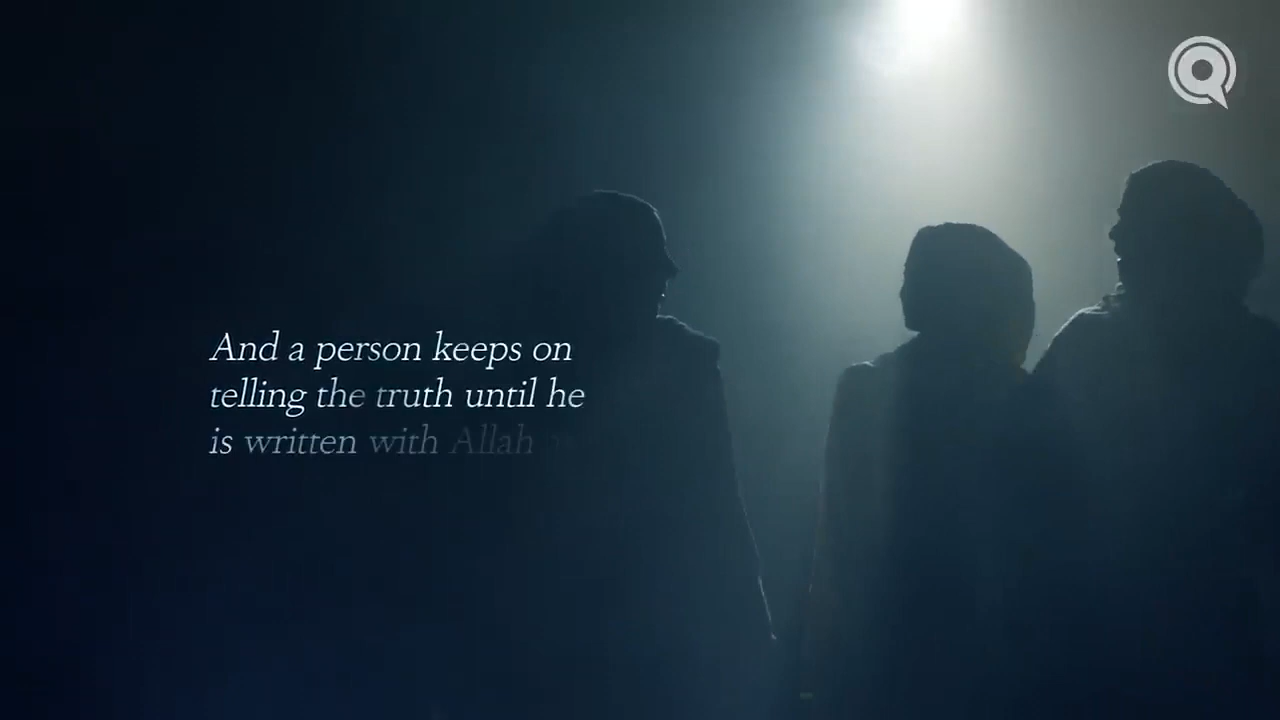 And a person keeps on
telling the truth until he
is written with Allah